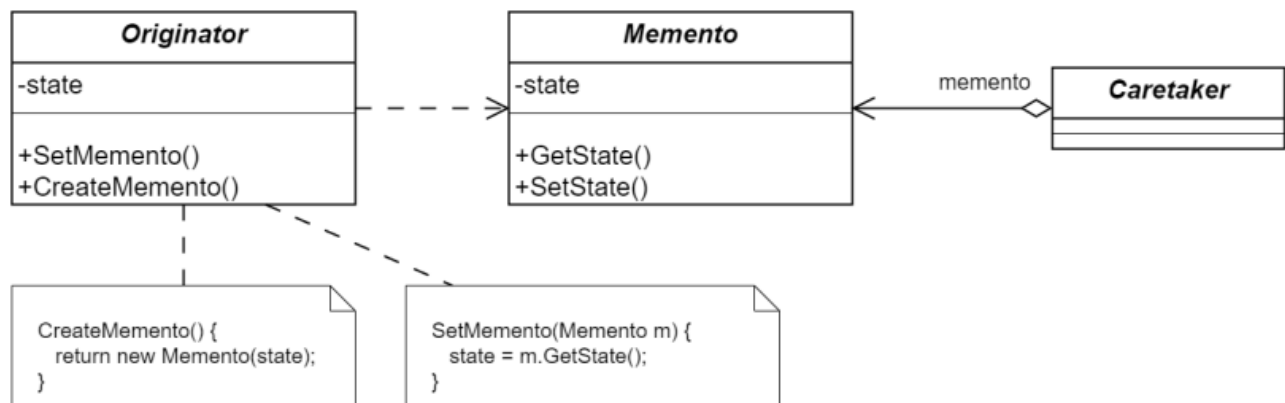 Originator
-state
+SetMemento()
+CreateMemento()
Memento
-state
+GetState()
+SetState()
memento
Caretaker
CreateMemento() {
return new Memento(state);
}
SetMemento(Memento m) {
state = m.GetState();
}